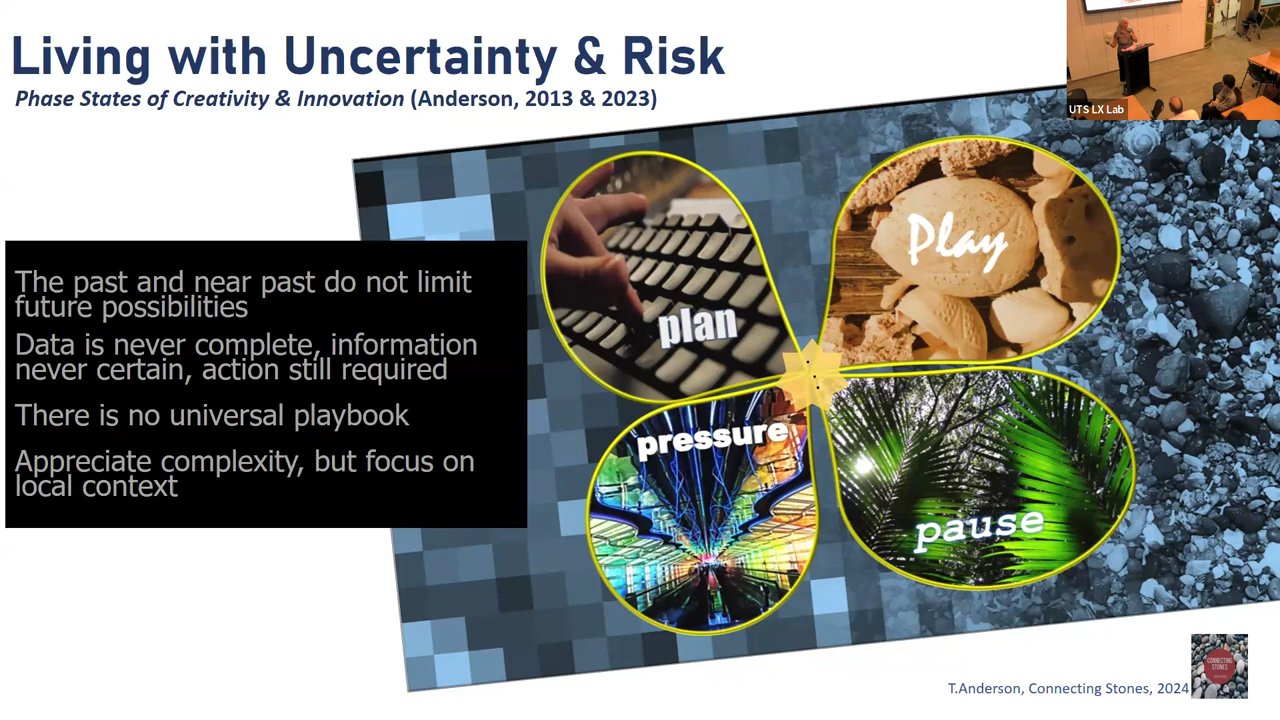 Living with Uncertainty & Risk
Phase States of Creativity & Innovation (Anderson, 2013 & 2023)
UTS LX Lab
plan
Play
The past and near past do not limit
future possibilities
Data is never complete, information
never certain, action still required
There is no universal playbook
Appreciate complexity, but focus on
local context
pressure
pause
T.Anderson, Connecting Stones, 2024
CONNECTING
STONES